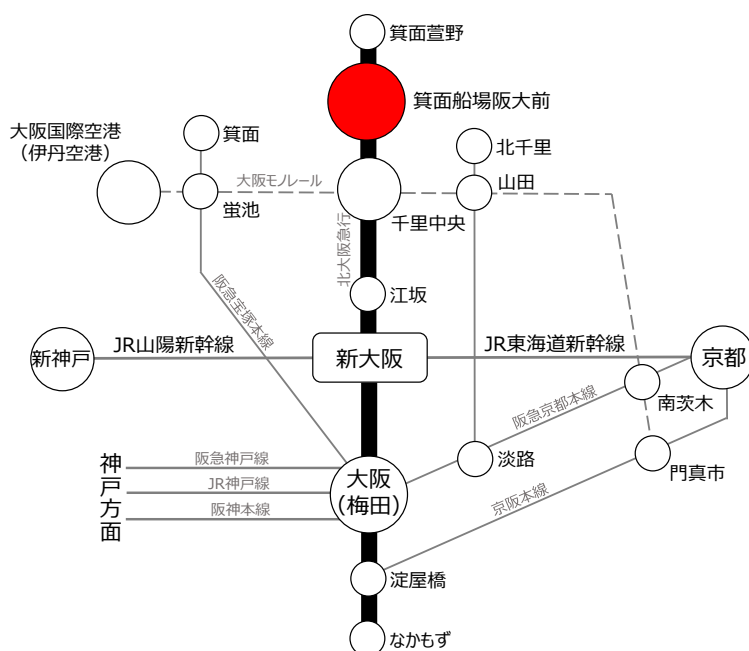 箕面萱野
箕面船場阪大前
大阪国際空港
（伊丹空港）
箕面
北千里
大阪モノレール
山田
蛍池
千里中央
北大阪急行
阪急宝塚本線
江坂
新神戸
JR山陽新幹線
新大阪
JR東海道新幹線
京都
阪急京都本線
南茨木
神戸方面
阪急神戸線
JR神戸線
阪神本線
大阪
（梅田）
淡路
門真市
京阪本線
淀屋橋
なかもず